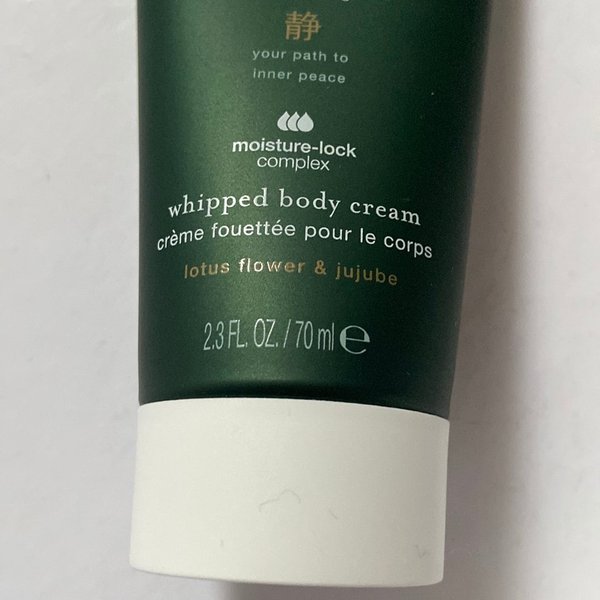 静
your path to
inner peace
moisture-lock
complex
whipped body cream
crème fouettée pour le corps
lotus flower & jujube
2.3 FL. OZ. / 70 ml ℮